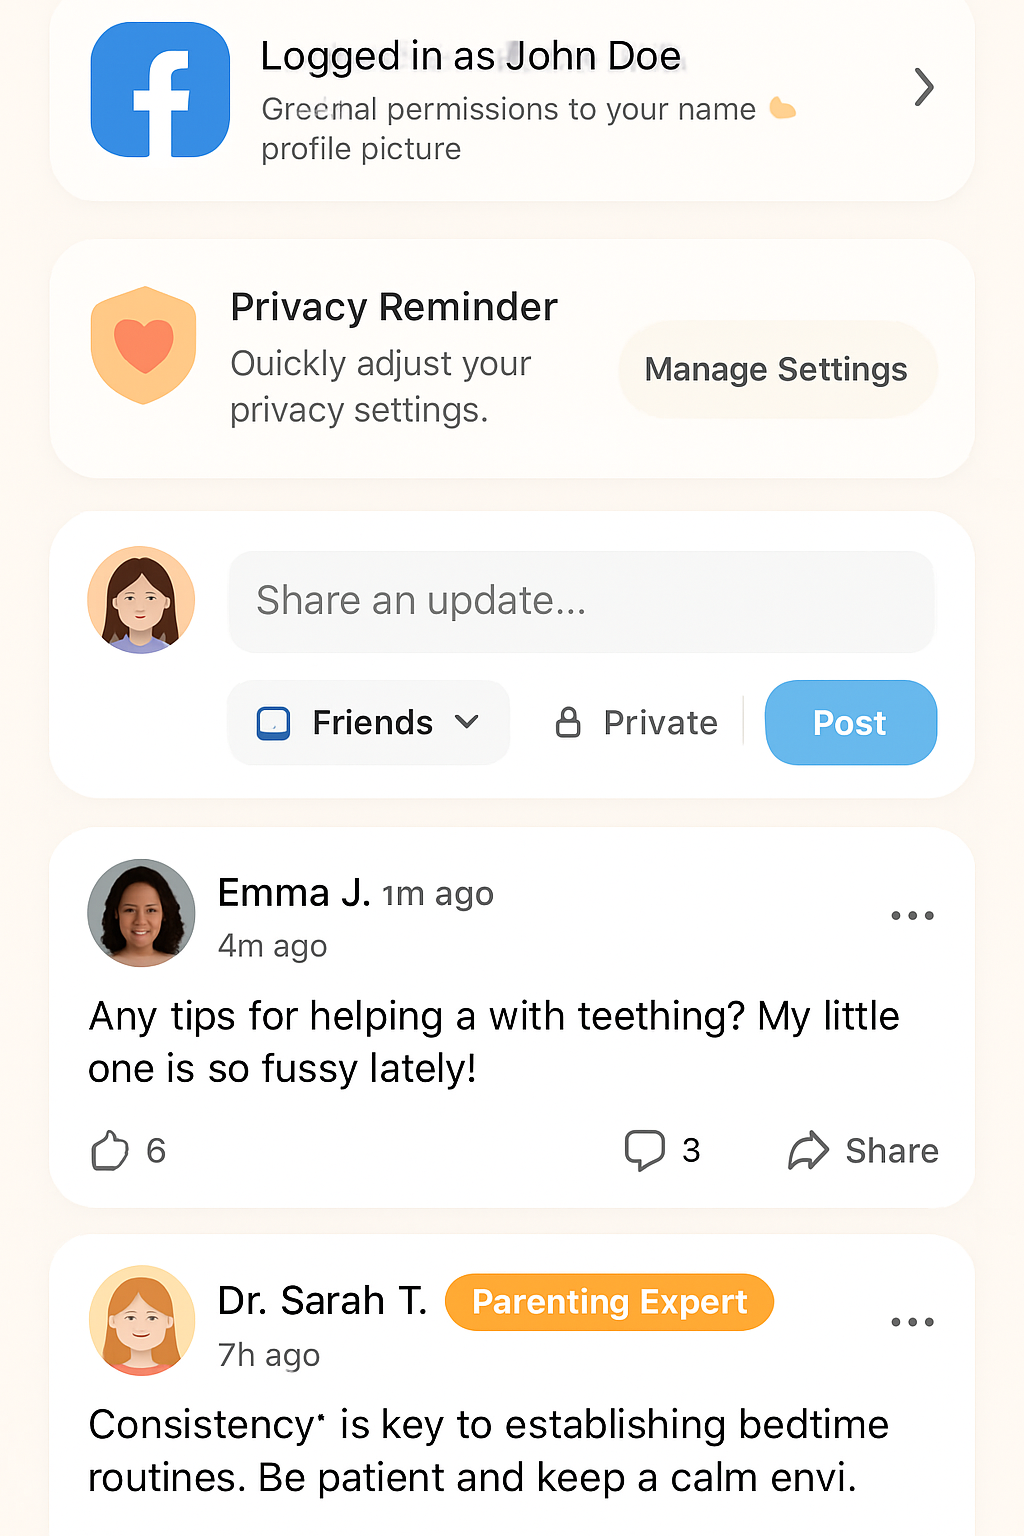 Logged in as John Doe
permissions to your name
profile picture
Privacy Reminder
Ouickly adjust your
privacy settings.
Manage Settings
Share an update...
Friends
Private
Post
Emma J. 1m ago
4m ago
Any tips for helping a with teething? My little
one is so fussy lately!
6
3
Share
Dr. Sarah T.
Parenting Expert
7h ago
Consistency* is key to establishing bedtime
routines. Be patient and keep a calm envi.